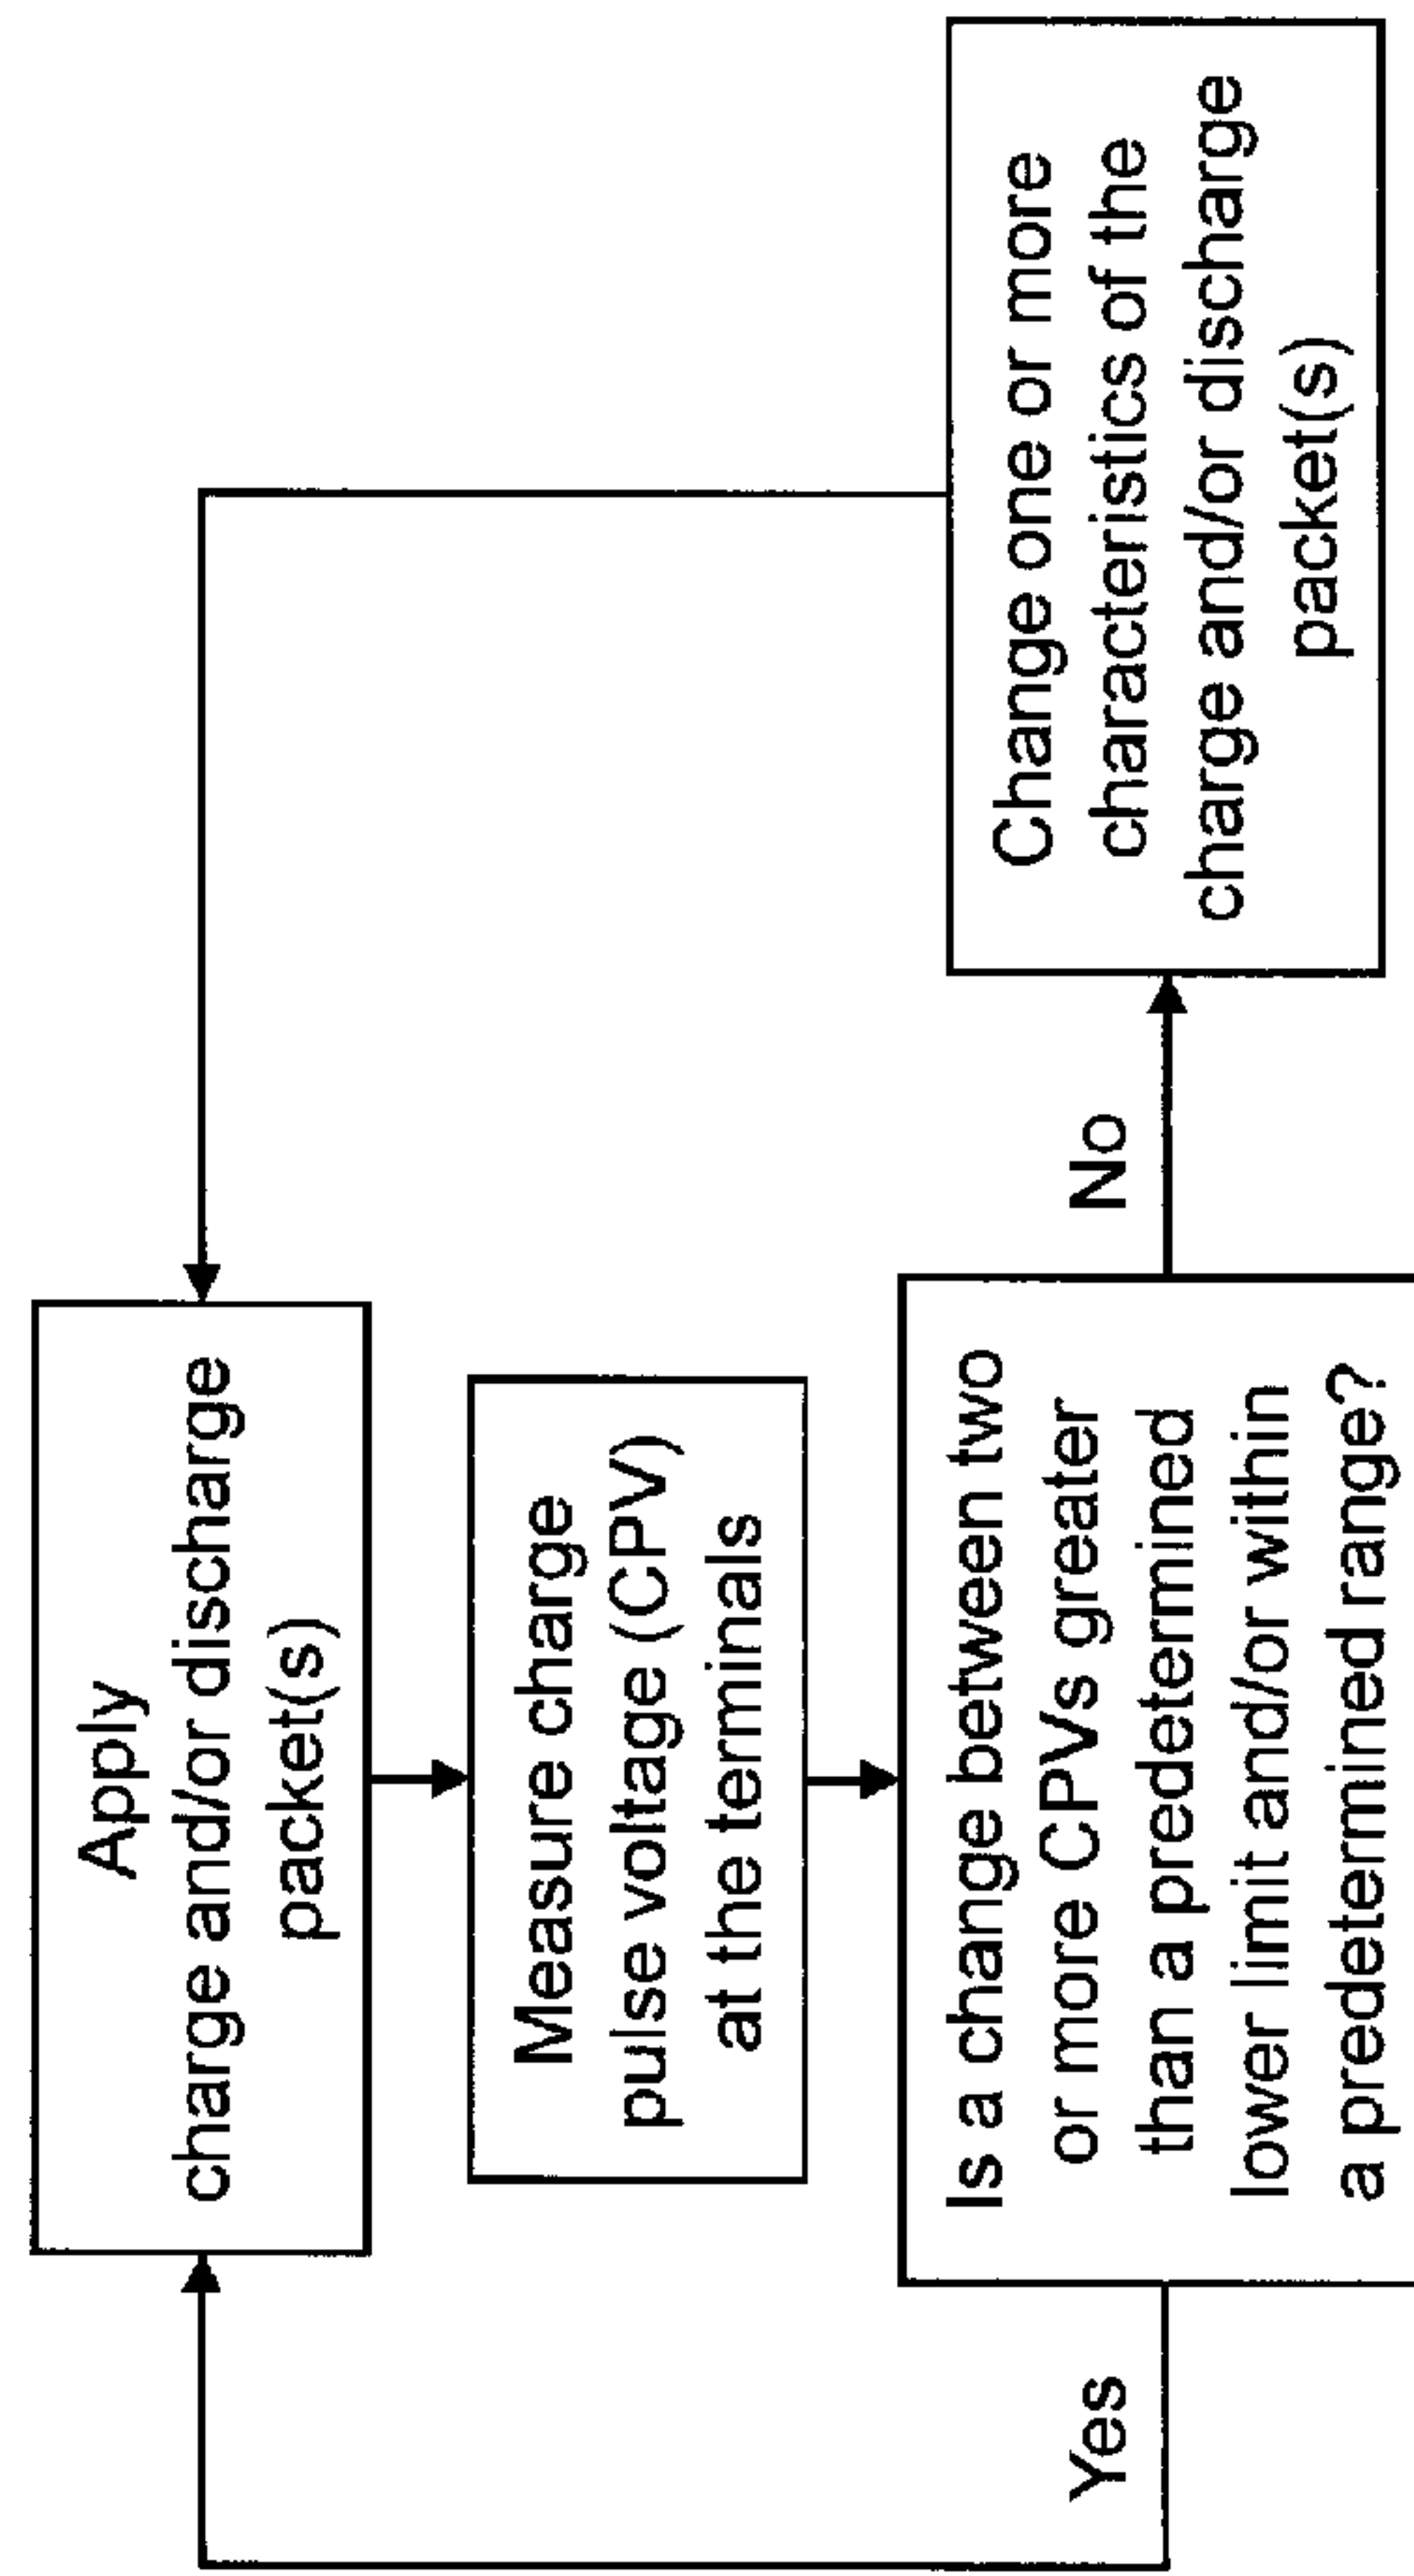 Apply
charge and/or discharge
packet(s)
Measure charge
pulse voltage (CPV)
at the terminals
Is a change between two
or more CPVs greater
than a predetermined
lower limit and/or within
a predetermined range?
Yes
No
Change one or more
characteristics of the
charge and/or discharge
packet(s)